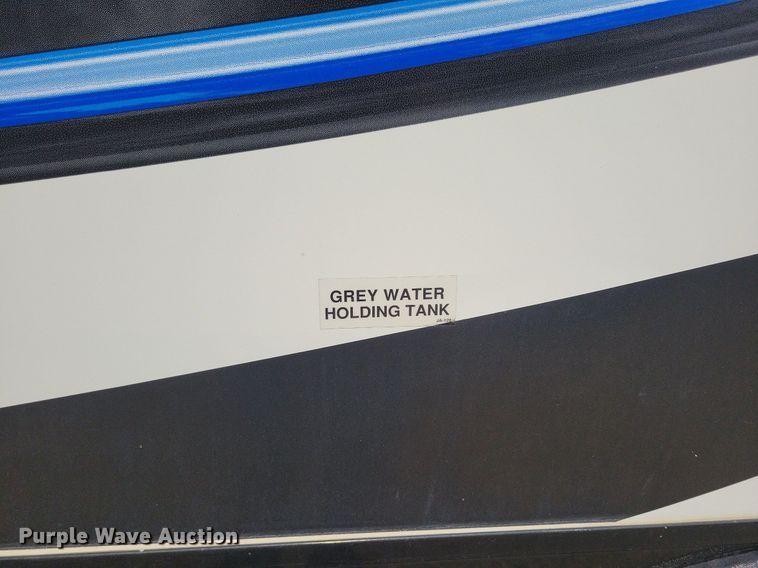 GREY WATER
HOLDING TANK
Purple Wave Auction